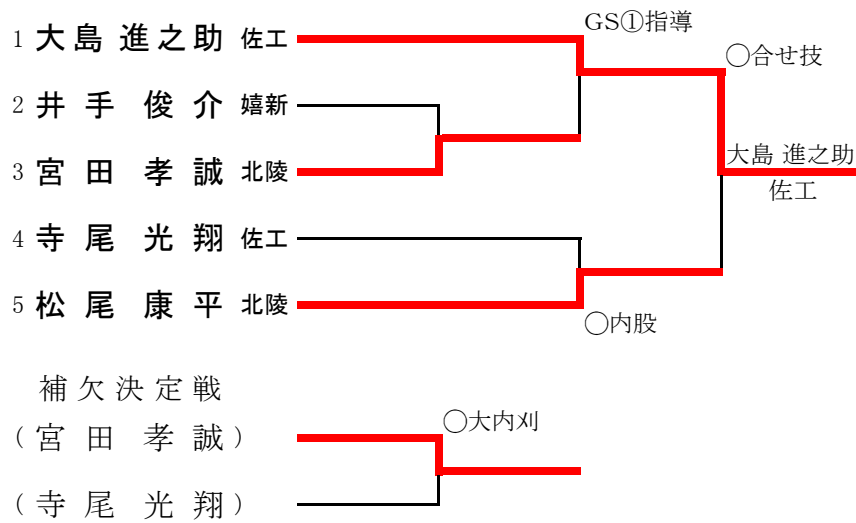 GS①指導
1 大島 進之助 佐工
○合せ技
2 井手 俊介 嬉新
大島 進之助
3 宮田 孝誠 北陵
佐工
4 寺尾 光翔 佐工
5 松尾 康平 北陵
○内股
補欠決定戦
○大内刈
(宮田 孝誠)
(寺尾 光翔)